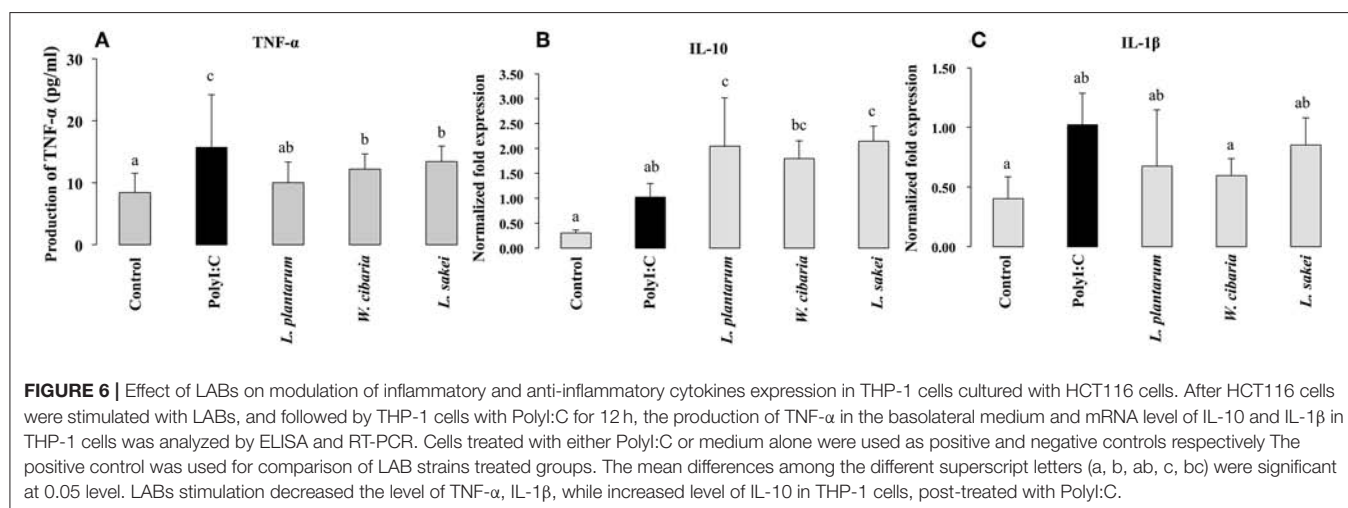 A
TNF-α
Production of TNF-α (pg/ml)
30
20
10
0
a
c
ab
b
b
Control
PolyI:C
L. plantarum
W. cibaria
L. sakei
B
IL-10
Normalized fold expression
3.50
3.00
2.50
2.00
1.50
1.00
0.50
0.00
a
ab
c
bc
c
Control
PolyI:C
L. plantarum
W. cibaria
L. sakei
C
IL-1β
Normalized fold expression
1.50
1.00
0.50
0.00
a
ab
ab
a
ab
Control
PolyI:C
L. plantarum
W. cibaria
L. sakei
FIGURE 6 | Effect of LABs on modulation of inflammatory and anti-inflammatory cytokines expression in THP-1 cells cultured with HCT116 cells. After HCT116 cells
were stimulated with LABs, and followed by THP-1 cells with PolyI:C for 12 h, the production of TNF-α in the basolateral medium and mRNA level of IL-10 and IL-1β in
THP-1 cells was analyzed by ELISA and RT-PCR. Cells treated with either PolyI:C or medium alone were used as positive and negative controls respectively The
positive control was used for comparison of LAB strains treated groups. The mean differences among the different superscript letters (a, b, ab, c, bc) were significant
at 0.05 level. LABs stimulation decreased the level of TNF-α, IL-1β, while increased level of IL-10 in THP-1 cells, post-treated with PolyI:C.